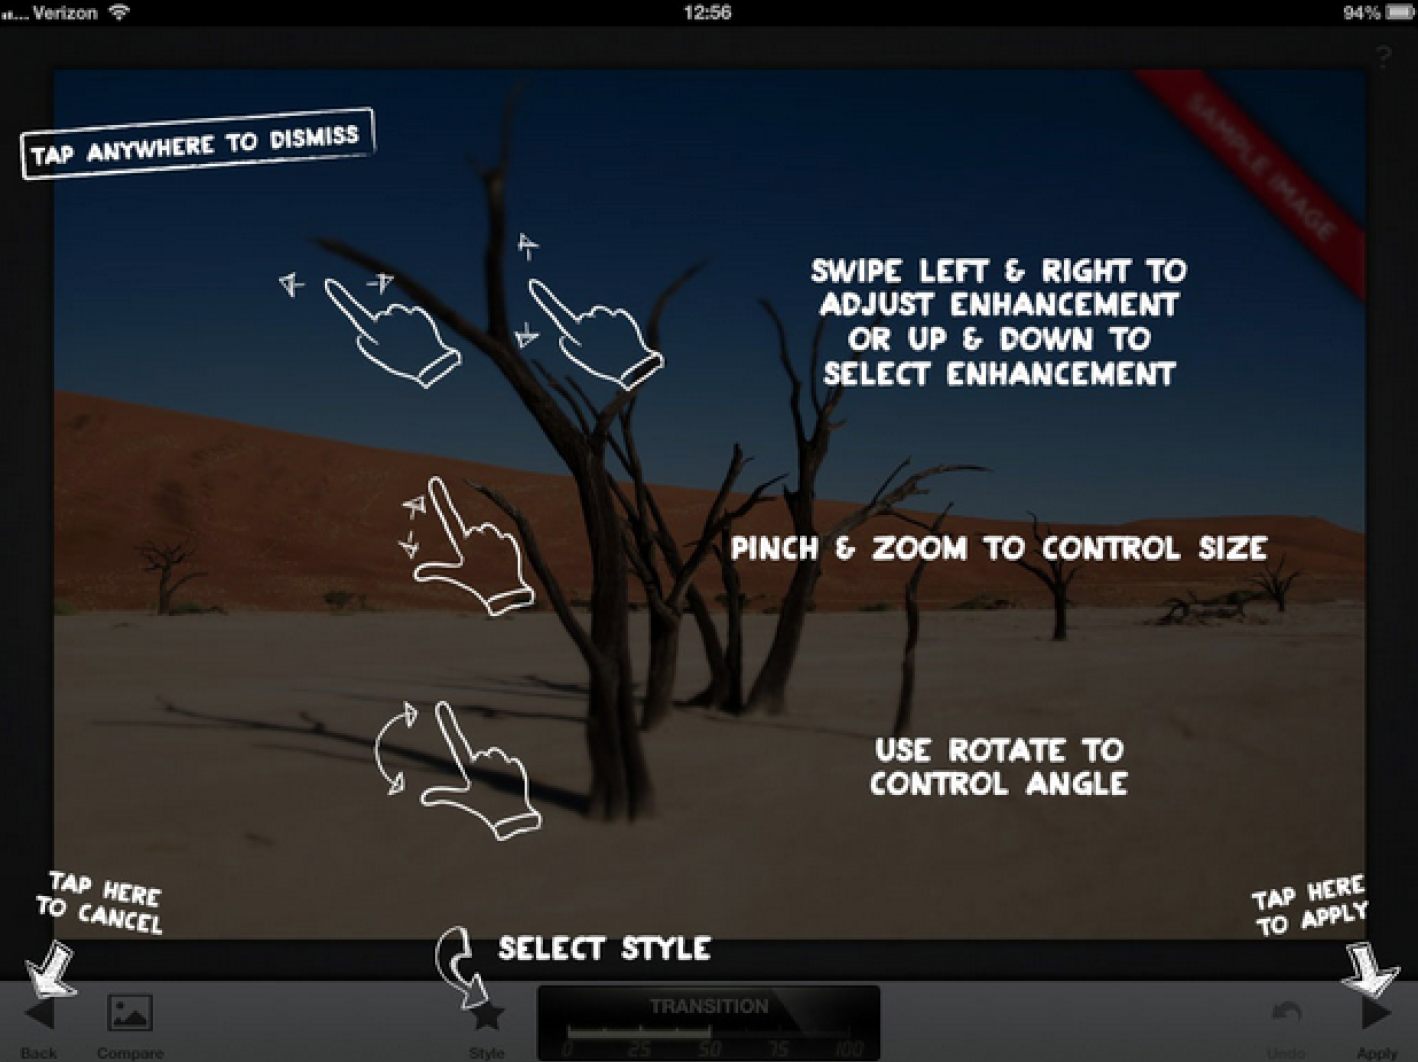 Verizon
12:56
94%
?
TAP ANYWHERE TO DISMISS
SAMPLE IMAGE
SWIPE LEFT & RIGHT TO
ADJUST ENHANCEMENT
OR UP & DOWN TO
SELECT ENHANCEMENT
PINCH & ZOOM TO CONTROL SIZE
USE ROTATE TO
CONTROL ANGLE
TAP HERE
TO CANCEL
TAP HERE
TO APPLY
SELECT STYLE
TRANSITION
0 25 50 75 100
Back
Compare
Style
Undo
Apply